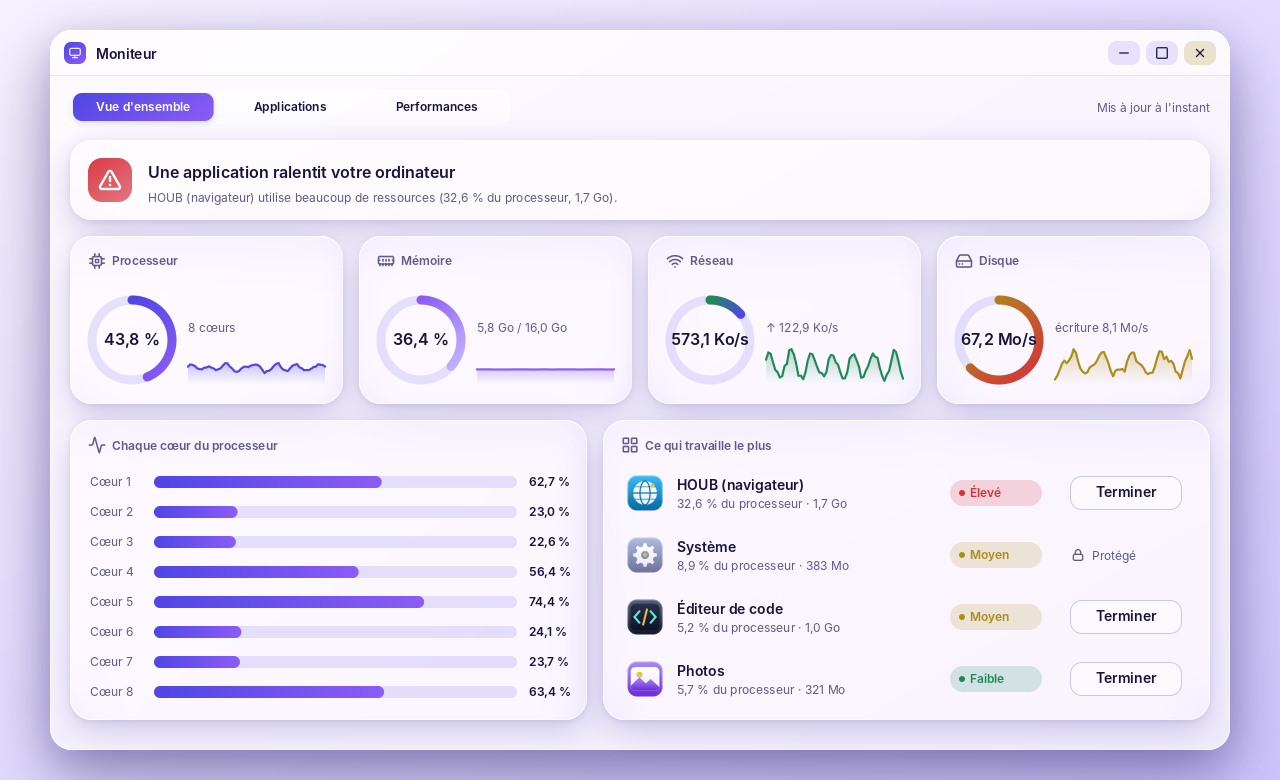 Moniteur
Vue d'ensemble
Applications
Performances
Mis à jour à l'instant
Une application ralentit votre ordinateur
HOUB (navigateur) utilise beaucoup de ressources (32,6 % du processeur, 1,7 Go).
Processeur
43,8 %
8 cœurs
Mémoire
36,4 %
5,8 Go / 16,0 Go
Réseau
573,1 Ko/s
↑ 122,9 Ko/s
Disque
67,2 Mo/s
écriture 8,1 Mo/s
Chaque cœur du processeur
Cœur 1 62,7 %
Cœur 2 23,0 %
Cœur 3 22,6 %
Cœur 4 56,4 %
Cœur 5 74,4 %
Cœur 6 24,1 %
Cœur 7 23,7 %
Cœur 8 63,4 %
Ce qui travaille le plus
HOUB (navigateur)
32,6 % du processeur · 1,7 Go
Élevé
Terminer
Système
8,9 % du processeur · 383 Mo
Moyen
Protégé
Éditeur de code
5,2 % du processeur · 1,0 Go
Moyen
Terminer
Photos
5,7 % du processeur · 321 Mo
Faible
Terminer